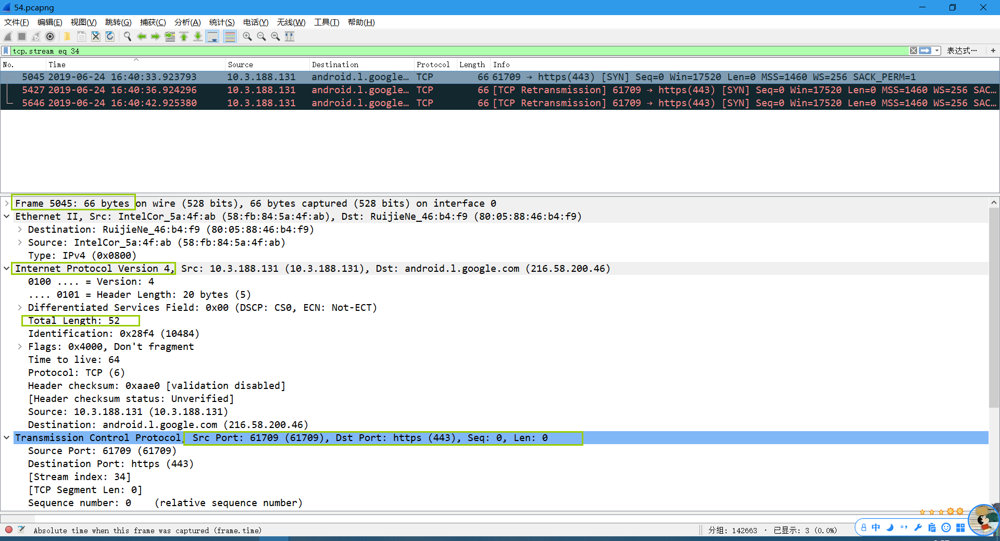 54.pcapng
文件(F) 编辑(E) 视图(V) 跳转(G) 捕获(C) 分析(A) 统计(S) 电话(Y) 无线(W) 工具(T) 帮助(H)
tcp.stream eq 34 表达式… +
No. Time Source Destination Protocol Length Info
5045 2019-06-24 16:40:33.923793 10.3.188.131 android.l.google… TCP 66 61709 → https(443) [SYN] Seq=0 Win=17520 Len=0 MSS=1460 WS=256 SACK_PERM=1
5427 2019-06-24 16:40:36.924296 10.3.188.131 android.l.google… TCP 66 [TCP Retransmission] 61709 → https(443) [SYN] Seq=0 Win=17520 Len=0 MSS=1460 WS=256 SAC…
5646 2019-06-24 16:40:42.925380 10.3.188.131 android.l.google… TCP 66 [TCP Retransmission] 61709 → https(443) [SYN] Seq=0 Win=17520 Len=0 MSS=1460 WS=256 SAC…
Frame 5045: 66 bytes on wire (528 bits), 66 bytes captured (528 bits) on interface 0
Ethernet II, Src: IntelCor_5a:4f:ab (58:fb:84:5a:4f:ab), Dst: RuijieNe_46:b4:f9 (80:05:88:46:b4:f9)
Destination: RuijieNe_46:b4:f9 (80:05:88:46:b4:f9)
Source: IntelCor_5a:4f:ab (58:fb:84:5a:4f:ab)
Type: IPv4 (0x0800)
Internet Protocol Version 4, Src: 10.3.188.131 (10.3.188.131), Dst: android.l.google.com (216.58.200.46)
0100 .... = Version: 4
.... 0101 = Header Length: 20 bytes (5)
Differentiated Services Field: 0x00 (DSCP: CS0, ECN: Not-ECT)
Total Length: 52
Identification: 0x28f4 (10484)
Flags: 0x4000, Don't fragment
Time to live: 64
Protocol: TCP (6)
Header checksum: 0xaae0 [validation disabled]
[Header checksum status: Unverified]
Source: 10.3.188.131 (10.3.188.131)
Destination: android.l.google.com (216.58.200.46)
Transmission Control Protocol, Src Port: 61709 (61709), Dst Port: https (443), Seq: 0, Len: 0
Source Port: 61709 (61709)
Destination Port: https (443)
[Stream index: 34]
[TCP Segment Len: 0]
Sequence number: 0 (relative sequence number)
Absolute time when this frame was captured (frame.time) 分组: 142663 · 已显示: 3 (0.0%) 中